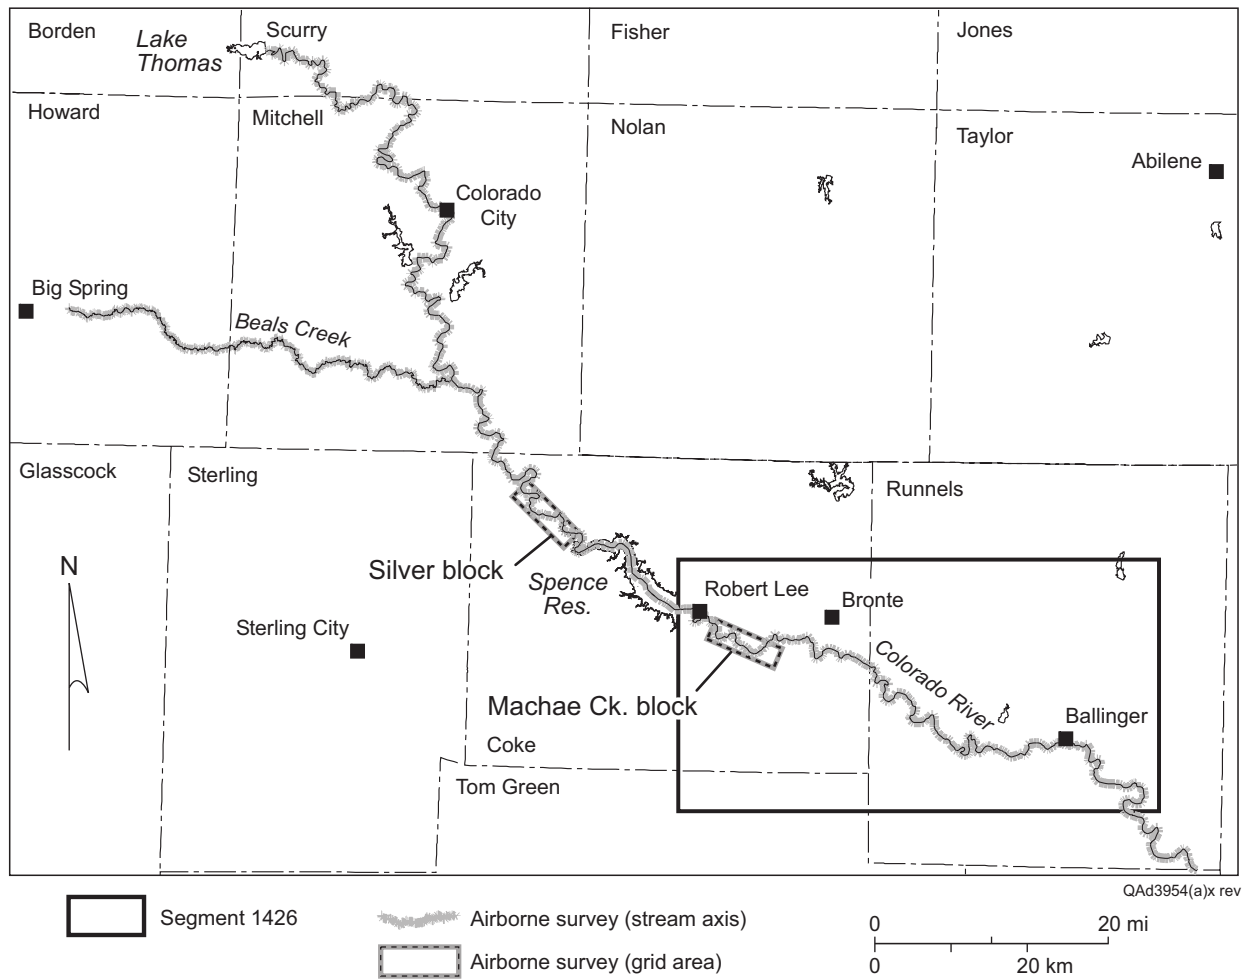 Borden
Lake
Thomas
Scurry
Fisher
Jones
Howard
Mitchell
Nolan
Taylor
Abilene
Colorado
City
Big Spring
Beals Creek
Glasscock
Sterling
Runnels
N
Silver block
Spence
Res.
Robert Lee
Bronte
Sterling City
Colorado River
Machae Ck. block
Ballinger
Coke
Tom Green
QAd3954(a)x rev
Segment 1426
Airborne survey (stream axis)
Airborne survey (grid area)
0 20 mi
0 20 km